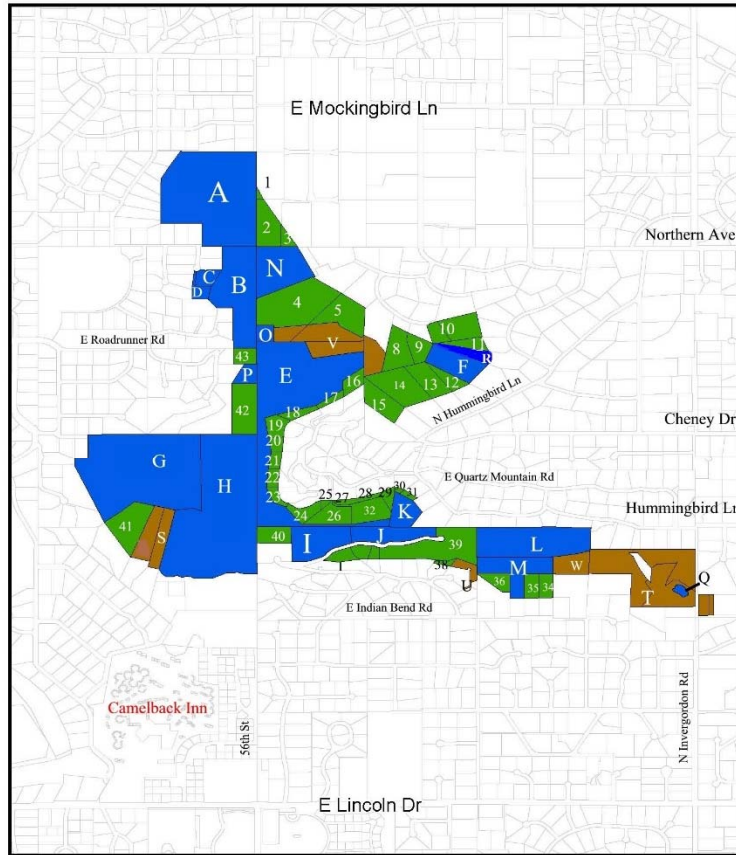 E Mockingbird Ln
A
1
2
3
Northern Ave
N
C
B
D
4
5
O
E Roadrunner Rd
V
10
43
8
9
11
R
P
E
F
16
14
13
12
42
17
15
N Hummingbird Ln
18
19
Cheney Dr
20
G
21
E Quartz Mountain Rd
22
H
23
25
27
28
29
30
31
24
26
32
K
Hummingbird Ln
41
S
40
I
J
39
L
38
M
W
U
36
35
34
T
Q
E Indian Bend Rd
Camelback Inn
56th St
N Invergordon Rd
E Lincoln Dr